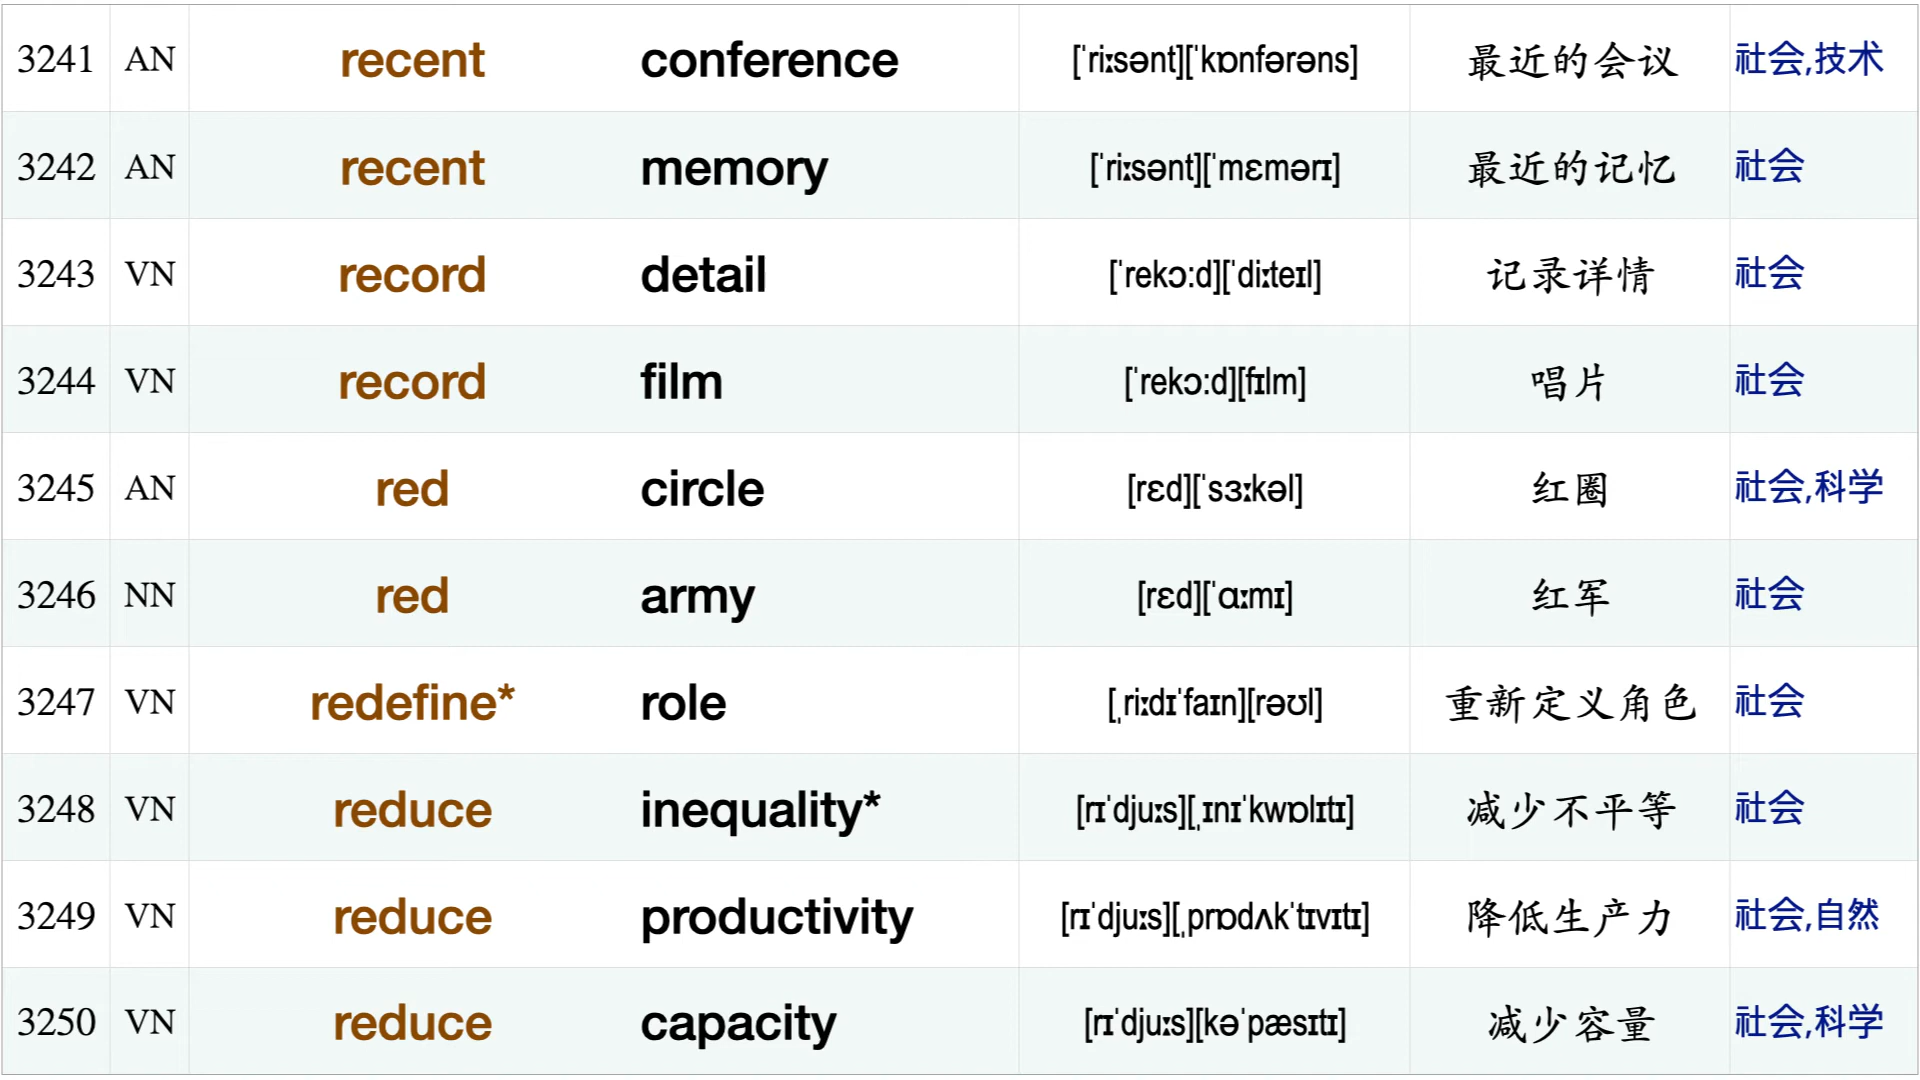 3241 AN recent conference [ˈriːsənt][ˈkɒnfərəns] 最近的会议 社会,技术
3242 AN recent memory [ˈriːsənt][ˈmɛmərɪ] 最近的记忆 社会
3243 VN record detail [ˈrekɔ:d][ˈdiːteɪl] 记录详情 社会
3244 VN record film [ˈrekɔ:d][fɪlm] 唱片 社会
3245 AN red circle [rɛd][ˈsɜːkəl] 红圈 社会,科学
3246 NN red army [rɛd][ˈɑːmɪ] 红军 社会
3247 VN redefine* role [ˌriːdɪˈfaɪn][rəʊl] 重新定义角色 社会
3248 VN reduce inequality* [rɪˈdjuːs][ˌɪnɪˈkwɒlɪtɪ] 减少不平等 社会
3249 VN reduce productivity [rɪˈdjuːs][ˌprɒdʌkˈtɪvɪtɪ] 降低生产力 社会,自然
3250 VN reduce capacity [rɪˈdjuːs][kəˈpæsɪtɪ] 减少容量 社会,科学